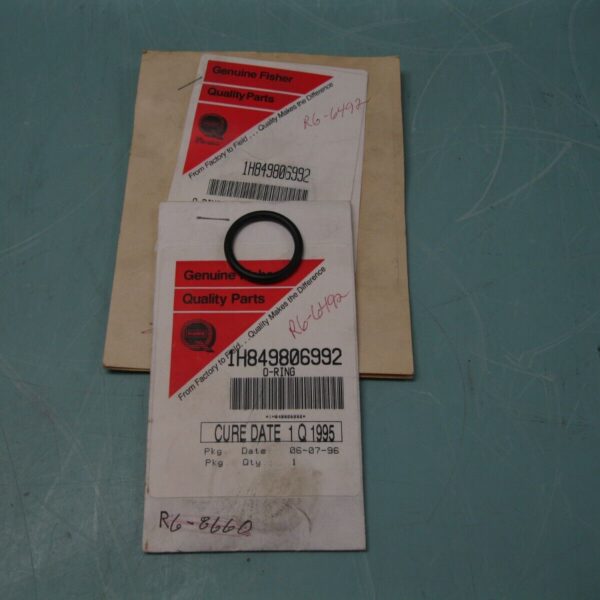 Genuine Fisher
Quality Parts
From Factory to Field . . . Quality Makes the Difference
R6-6492
1H849806992
Genuine
Quality Parts
From Factory to Field . . . Quality Makes the Difference
R6-6492
1H849806992
O-RING
CURE DATE 1 Q 1995
Pkg Date 06-07-96
Pkg Qty 1
R6-8660